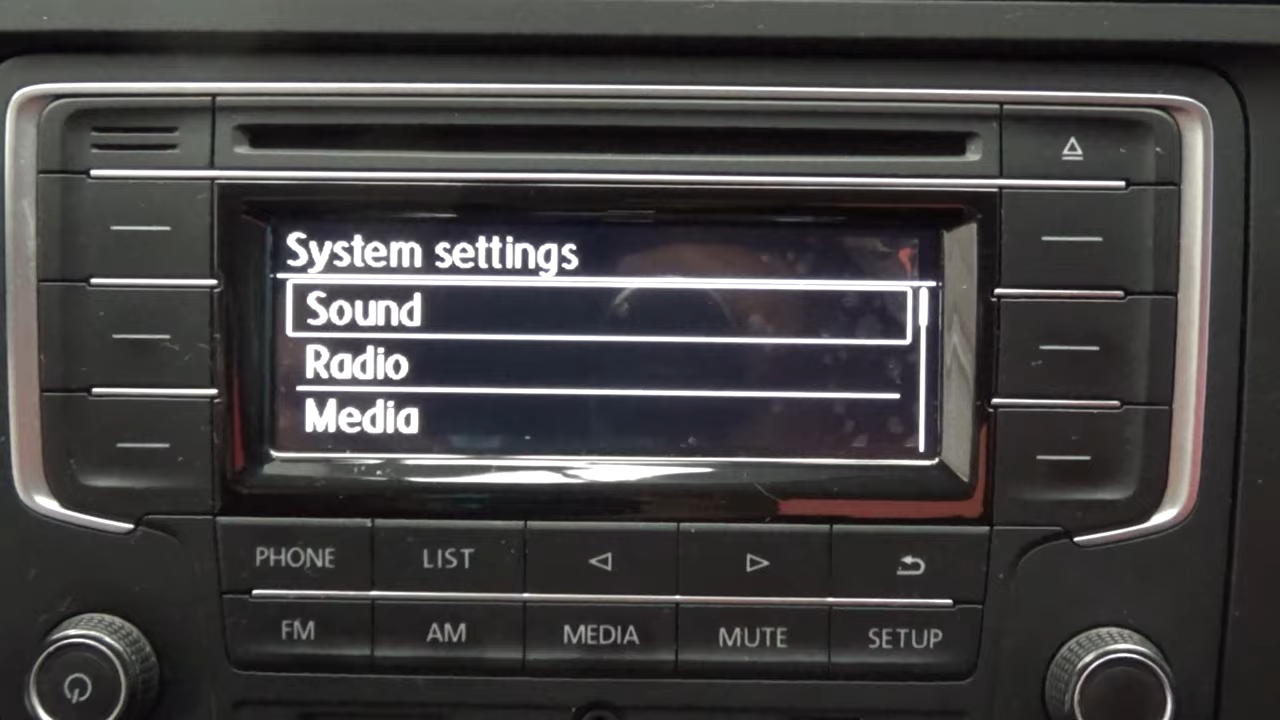 System settings
Sound
Radio
Media
PHONE LIST
FM AM MEDIA MUTE SETUP